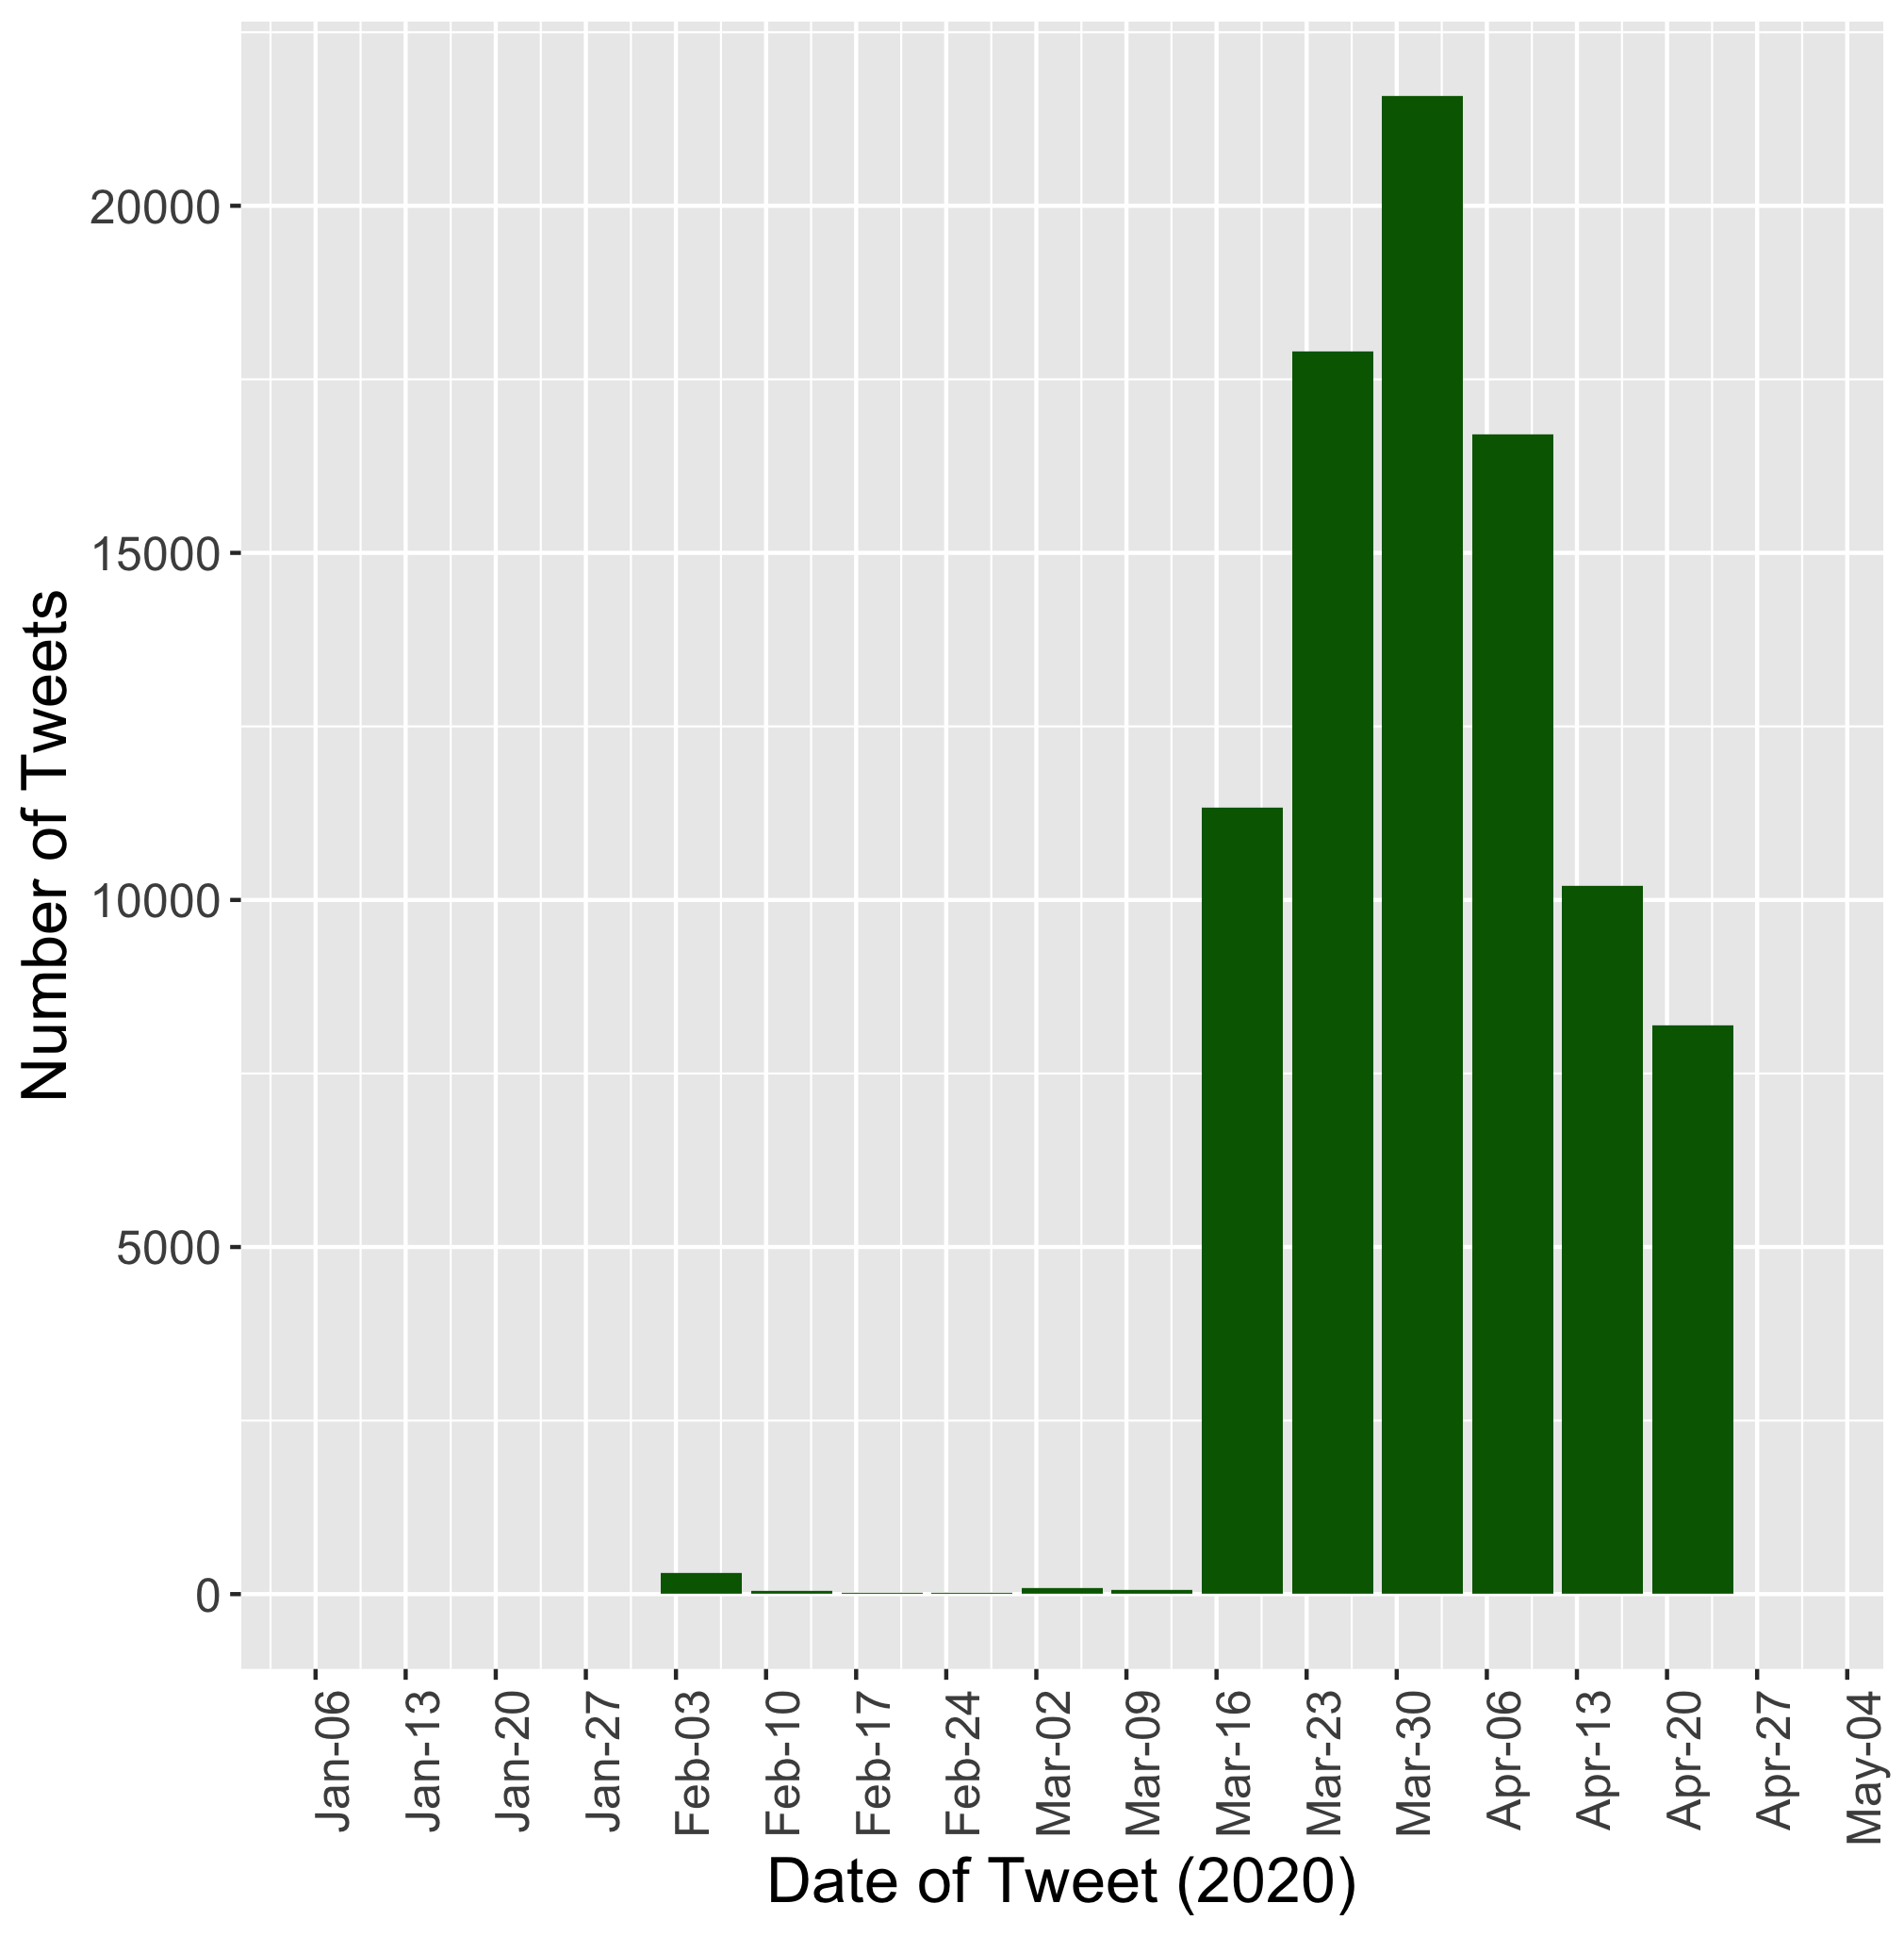 Number of Tweets
20000
15000
10000
5000
0
Jan-06
Jan-13
Jan-20
Jan-27
Feb-03
Feb-10
Feb-17
Feb-24
Mar-02
Mar-09
Mar-16
Mar-23
Mar-30
Apr-06
Apr-13
Apr-20
Apr-27
May-04
Date of Tweet (2020)